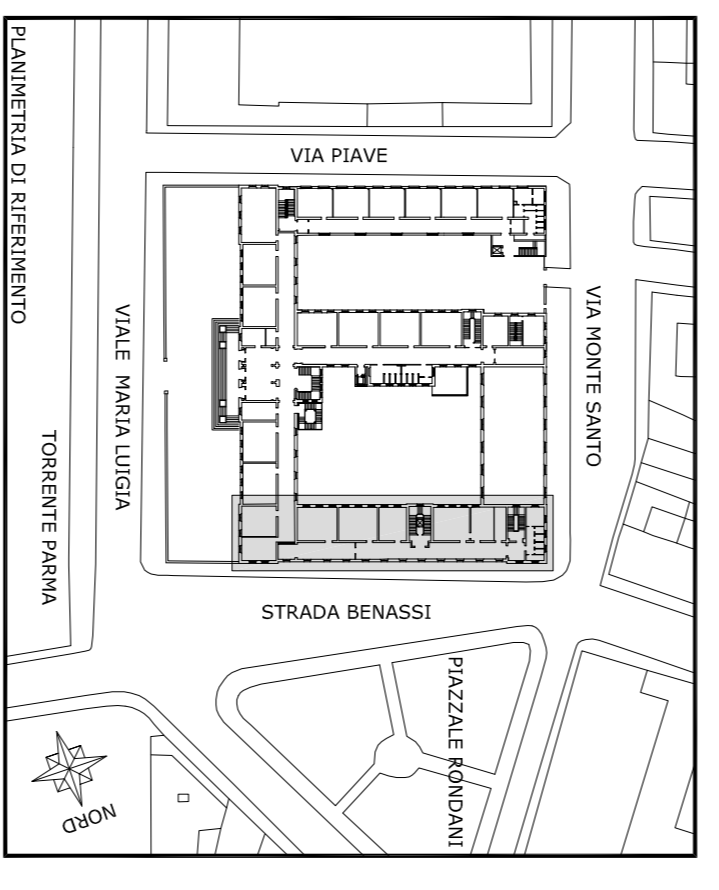 PLANIMETRIA DI RIFERIMENTO
VIA PIAVE
VIALE MARIA LUIGIA
VIA MONTE SANTO
TORRENTE PARMA
STRADA BENASSI
PIAZZALE RONDANI
NORD